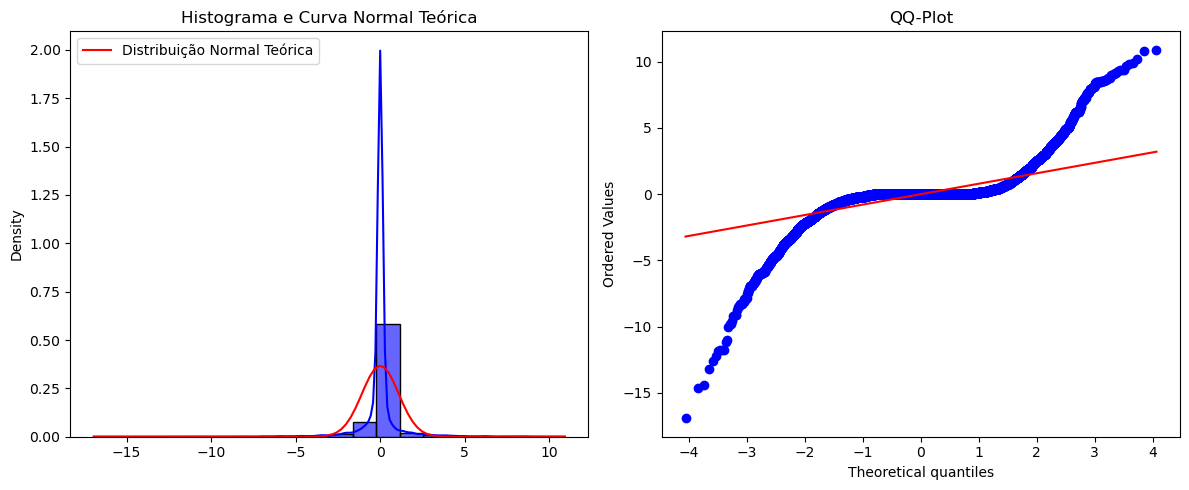 Histograma e Curva Normal Teórica
Distribuição Normal Teórica
2.00
1.75
1.50
1.25
1.00
0.75
0.50
0.25
0.00
Density
−15 −10 −5 0 5 10
QQ-Plot
10
5
0
−5
−10
−15
Ordered Values
−4 −3 −2 −1 0 1 2 3 4
Theoretical quantiles